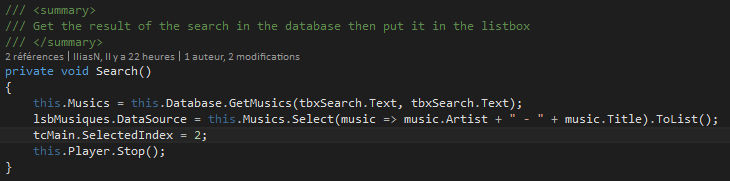 /// <summary>
/// Get the result of the search in the database then put it in the listbox
/// </summary>
2 références | IliasN, Il y a 22 heures | 1 auteur, 2 modifications
private void Search()
{
    this.Musics = this.Database.GetMusics(tbxSearch.Text, tbxSearch.Text);
    lsbMusiques.DataSource = this.Musics.Select(music => music.Artist + " - " + music.Title).ToList();
    tcMain.SelectedIndex = 2;
    this.Player.Stop();
}